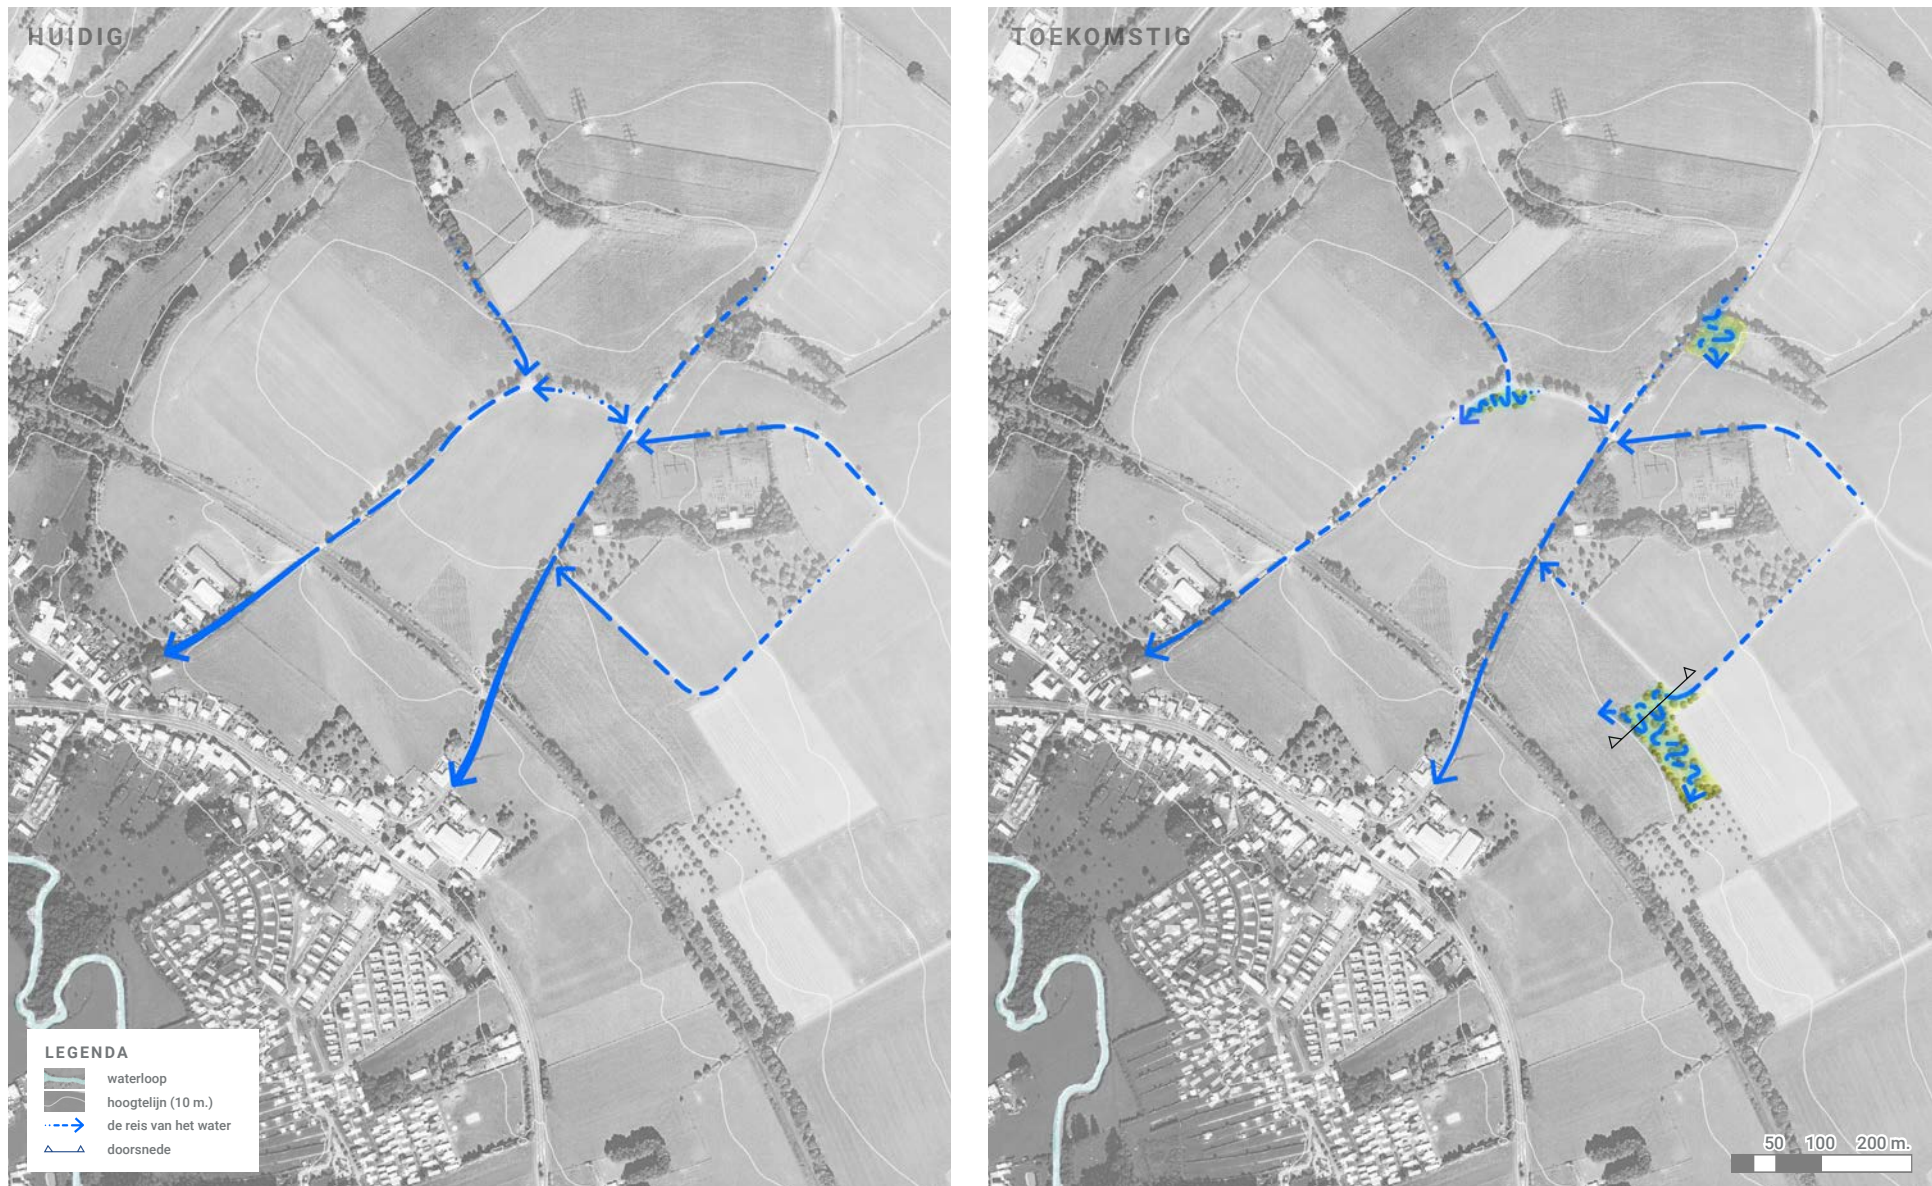 HUIDIG
TOEKOMSTIG
LEGENDA
waterloop
hoogtelijn (10 m.)
de reis van het water
doorsnede
50 100 200 m.